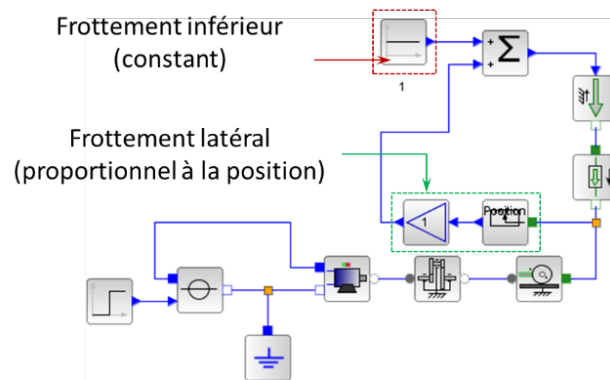 Frottement inférieur
(constant)
1
Frottement latéral
(proportionnel à la position)
+
+
Σ
1
Position